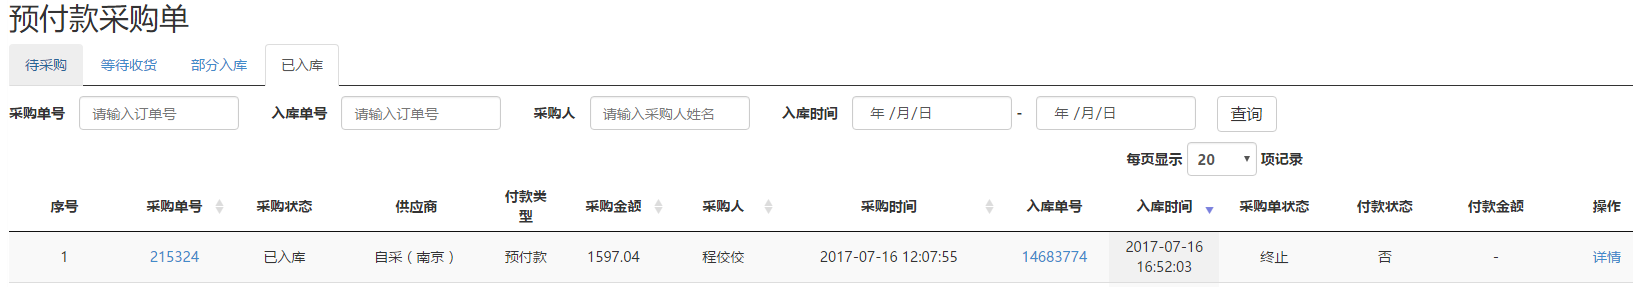 预付款采购单
待采购 等待收货 部分入库 已入库
采购单号 请输入订单号 入库单号 请输入订单号 采购人 请输入采购人姓名 入库时间 年 /月/日 - 年 /月/日 查询
每页显示 20 项记录
序号 采购单号 采购状态 供应商 付款类型 采购金额 采购人 采购时间 入库单号 入库时间 采购单状态 付款状态 付款金额 操作
1 215324 已入库 自采（南京） 预付款 1597.04 程佼佼 2017-07-16 12:07:55 14683774 2017-07-16 16:52:03 终止 否 - 详情